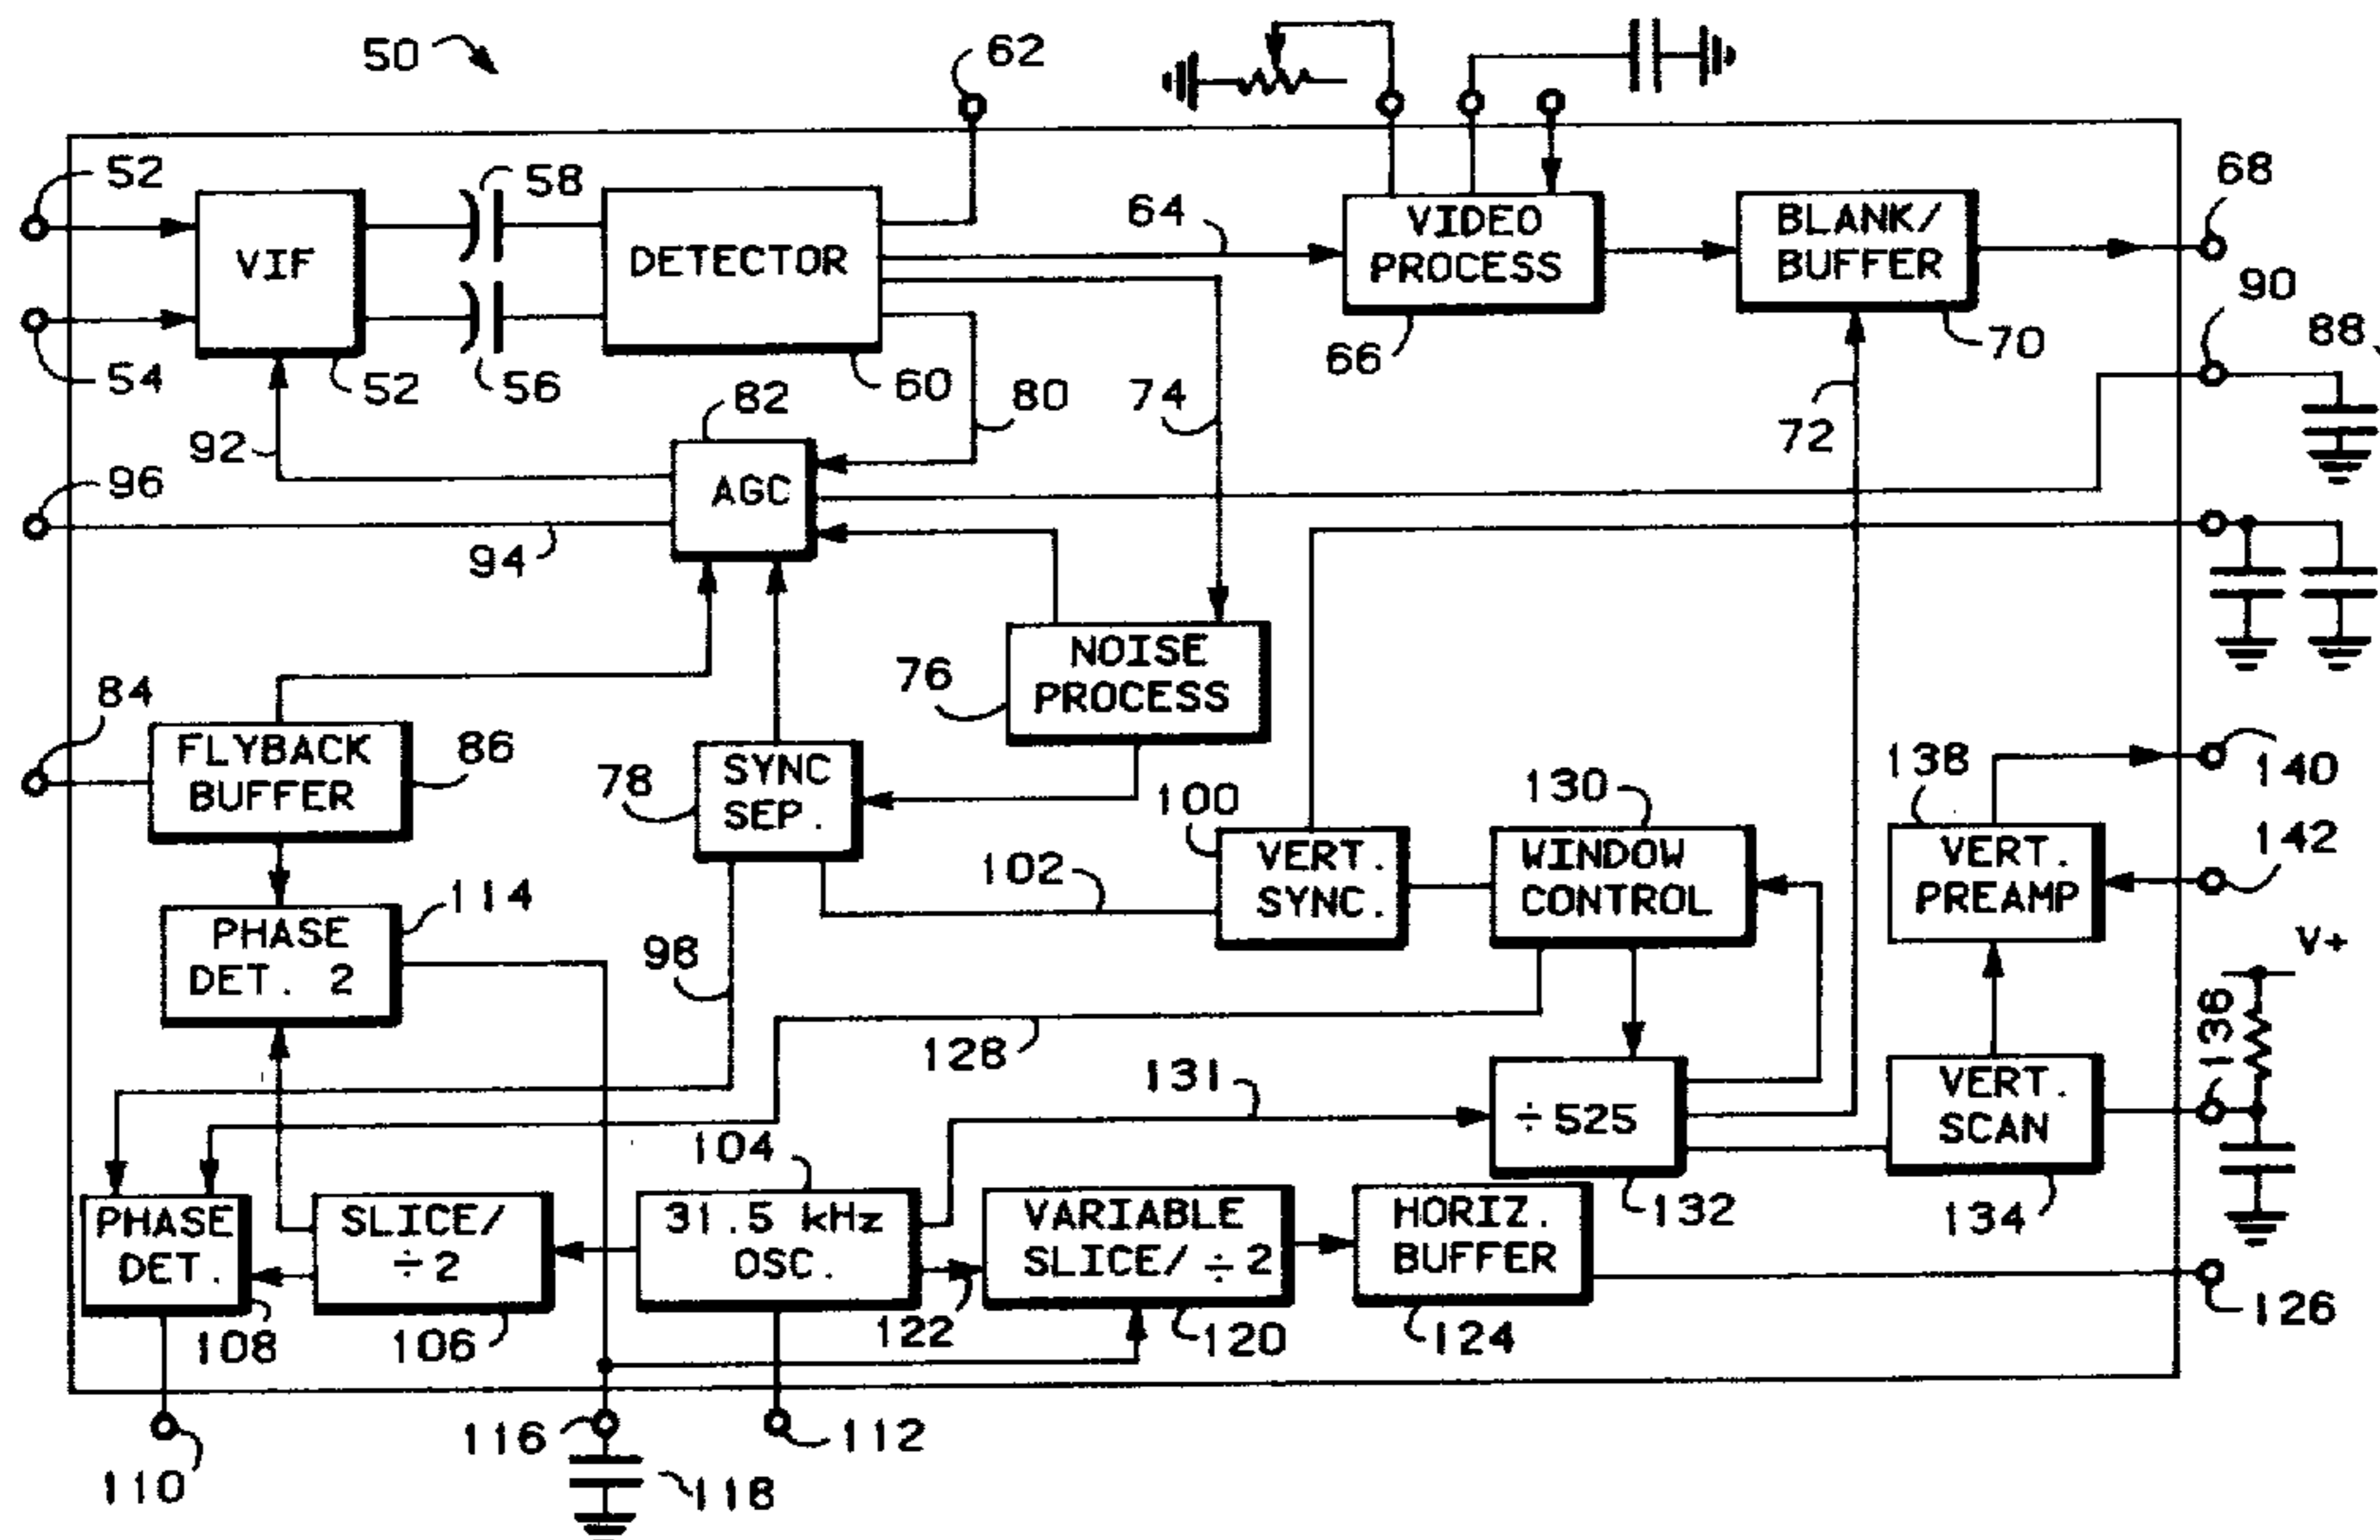 50
62
52
58
64
68
VIF
DETECTOR
VIDEO
PROCESS
BLANK/
BUFFER
90
88
54
52
56
60
80
74
66
72
70
92
82
96
AGC
94
84
76
NOISE
PROCESS
FLYBACK
BUFFER
86
78
SYNC
SEP.
100
130
138
140
142
102
VERT.
SYNC.
WINDOW
CONTROL
VERT.
PREAMP
114
PHASE
DET. 2
98
V+
136
128
131
104
÷525
VERT.
SCAN
PHASE
DET.
SLICE/
÷2
31.5 kHz
OSC.
VARIABLE
SLICE/÷2
HORIZ.
BUFFER
132
134
108
106
122
120
124
126
110
116
112
118